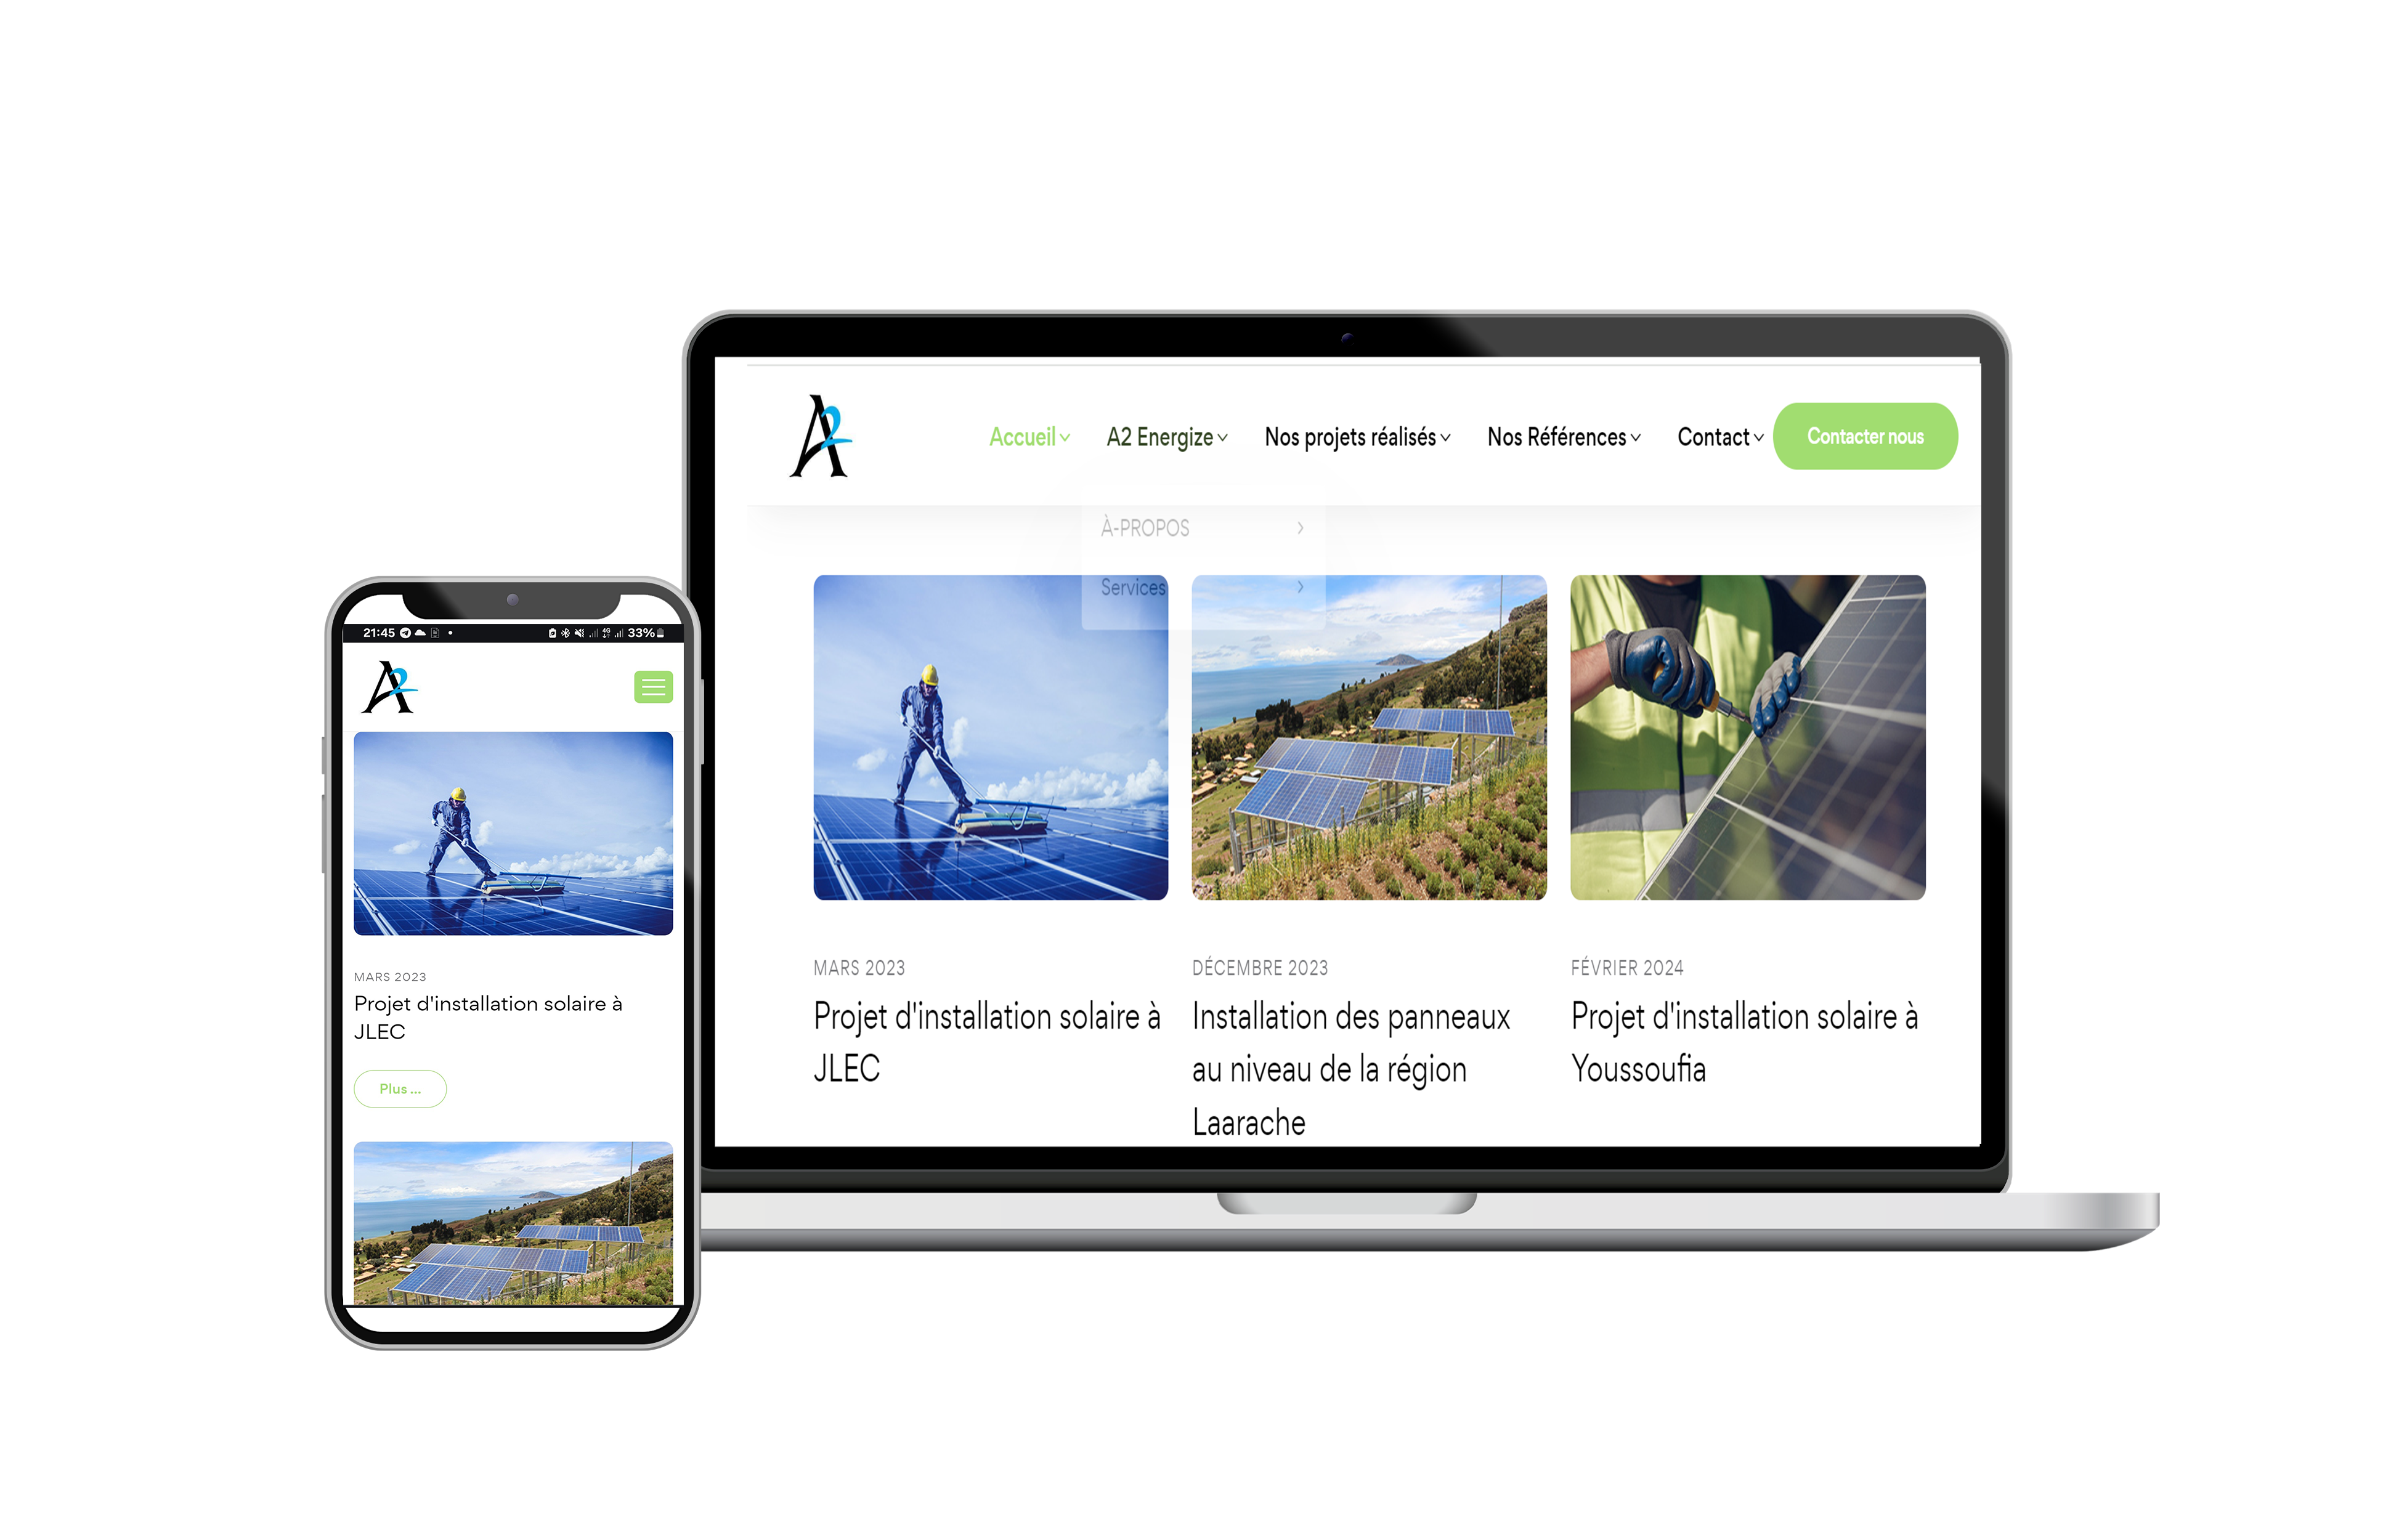 A2
Accueil A2 Energize Nos projets réalisés Nos Références Contact Contacter nous
À-PROPOS
Services
MARS 2023
Projet d'installation solaire à
JLEC
DÉCEMBRE 2023
Installation des panneaux
au niveau de la région
Laarache
FÉVRIER 2024
Projet d'installation solaire à
Youssoufia
21:45 4G 33%
A2
MARS 2023
Projet d'installation solaire à
JLEC
Plus ...